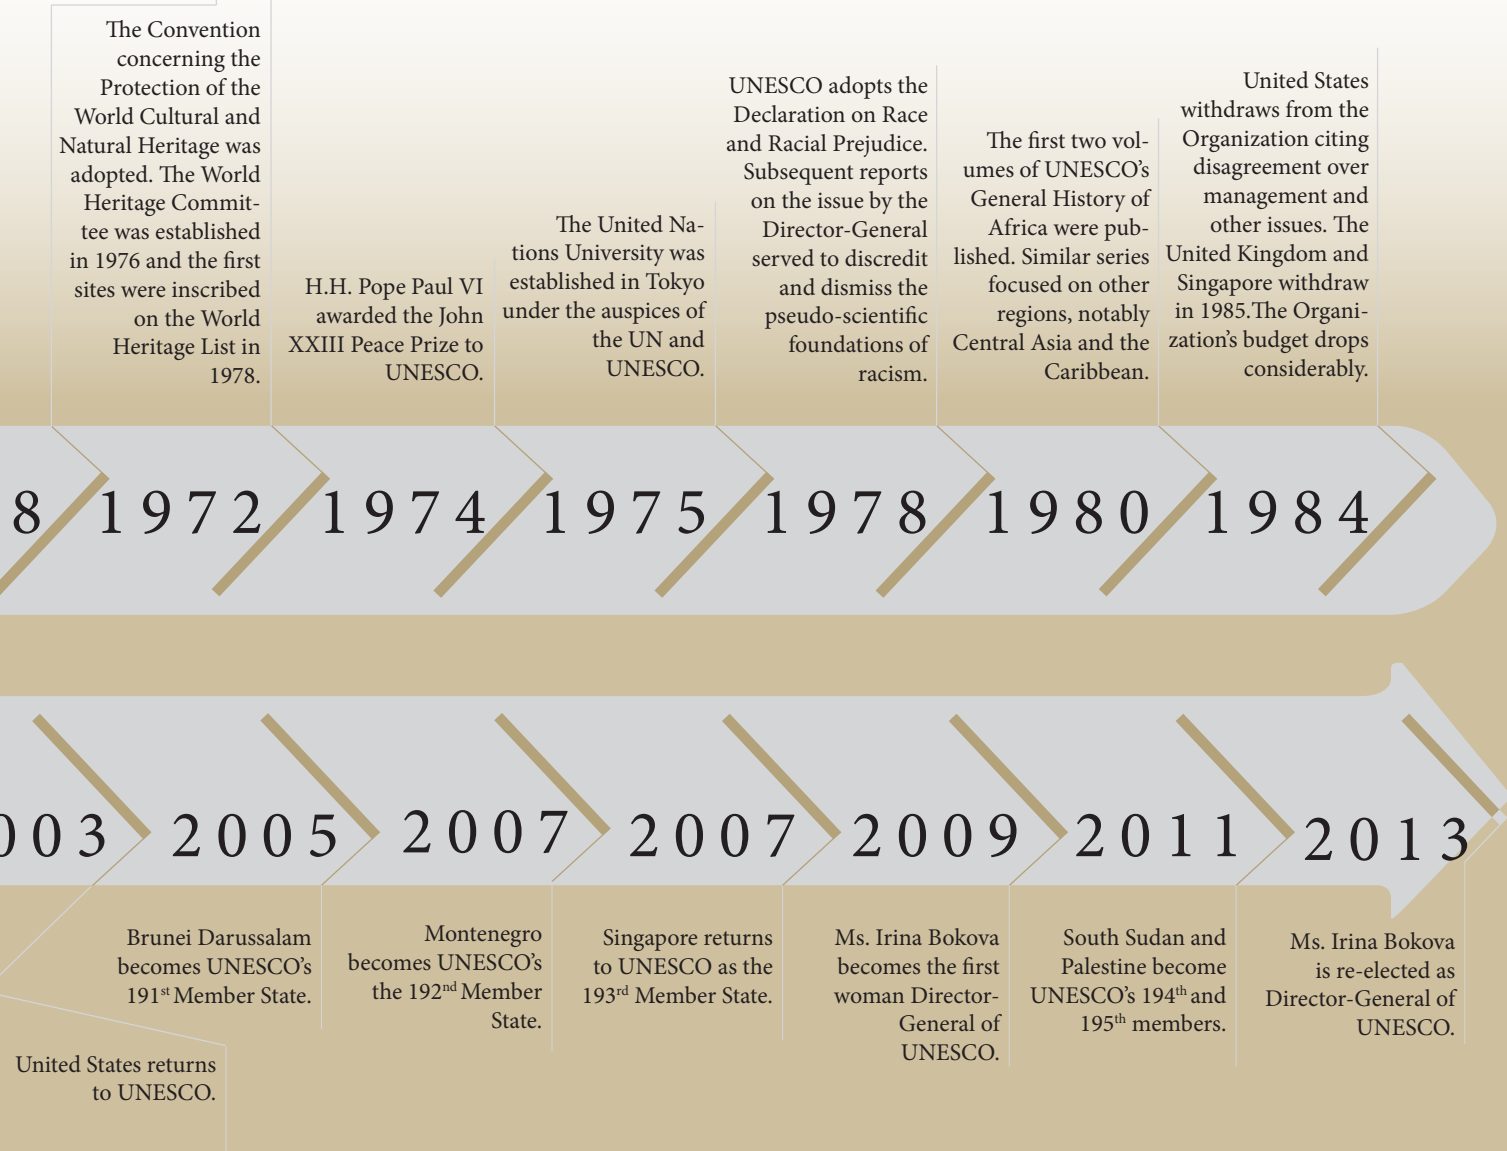 The Convention
concerning the
Protection of the
World Cultural and
Natural Heritage was
adopted. The World
Heritage Commit-
tee was established
in 1976 and the first
sites were inscribed
on the World
Heritage List in
1978.
H.H. Pope Paul VI
awarded the John
XXIII Peace Prize to
UNESCO.
The United Na-
tions University was
established in Tokyo
under the auspices of
the UN and
UNESCO.
UNESCO adopts the
Declaration on Race
and Racial Prejudice.
Subsequent reports
on the issue by the
Director-General
served to discredit
and dismiss the
pseudo-scientific
foundations of
racism.
The first two vol-
umes of UNESCO’s
General History of
Africa were pub-
lished. Similar series
focused on other
regions, notably
Central Asia and the
Caribbean.
United States
withdraws from the
Organization citing
disagreement over
management and
other issues. The
United Kingdom and
Singapore withdraw
in 1985.The Organi-
zation’s budget drops
considerably.
8 1972 1974 1975 1978 1980 1984
003 2005 2007 2007 2009 2011 2013
Brunei Darussalam
becomes UNESCO’s
191st Member State.
Montenegro
becomes UNESCO’s
the 192nd Member
State.
Singapore returns
to UNESCO as the
193rd Member State.
Ms. Irina Bokova
becomes the first
woman Director-
General of
UNESCO.
South Sudan and
Palestine become
UNESCO’s 194th and
195th members.
Ms. Irina Bokova
is re-elected as
Director-General of
UNESCO.
United States returns
to UNESCO.